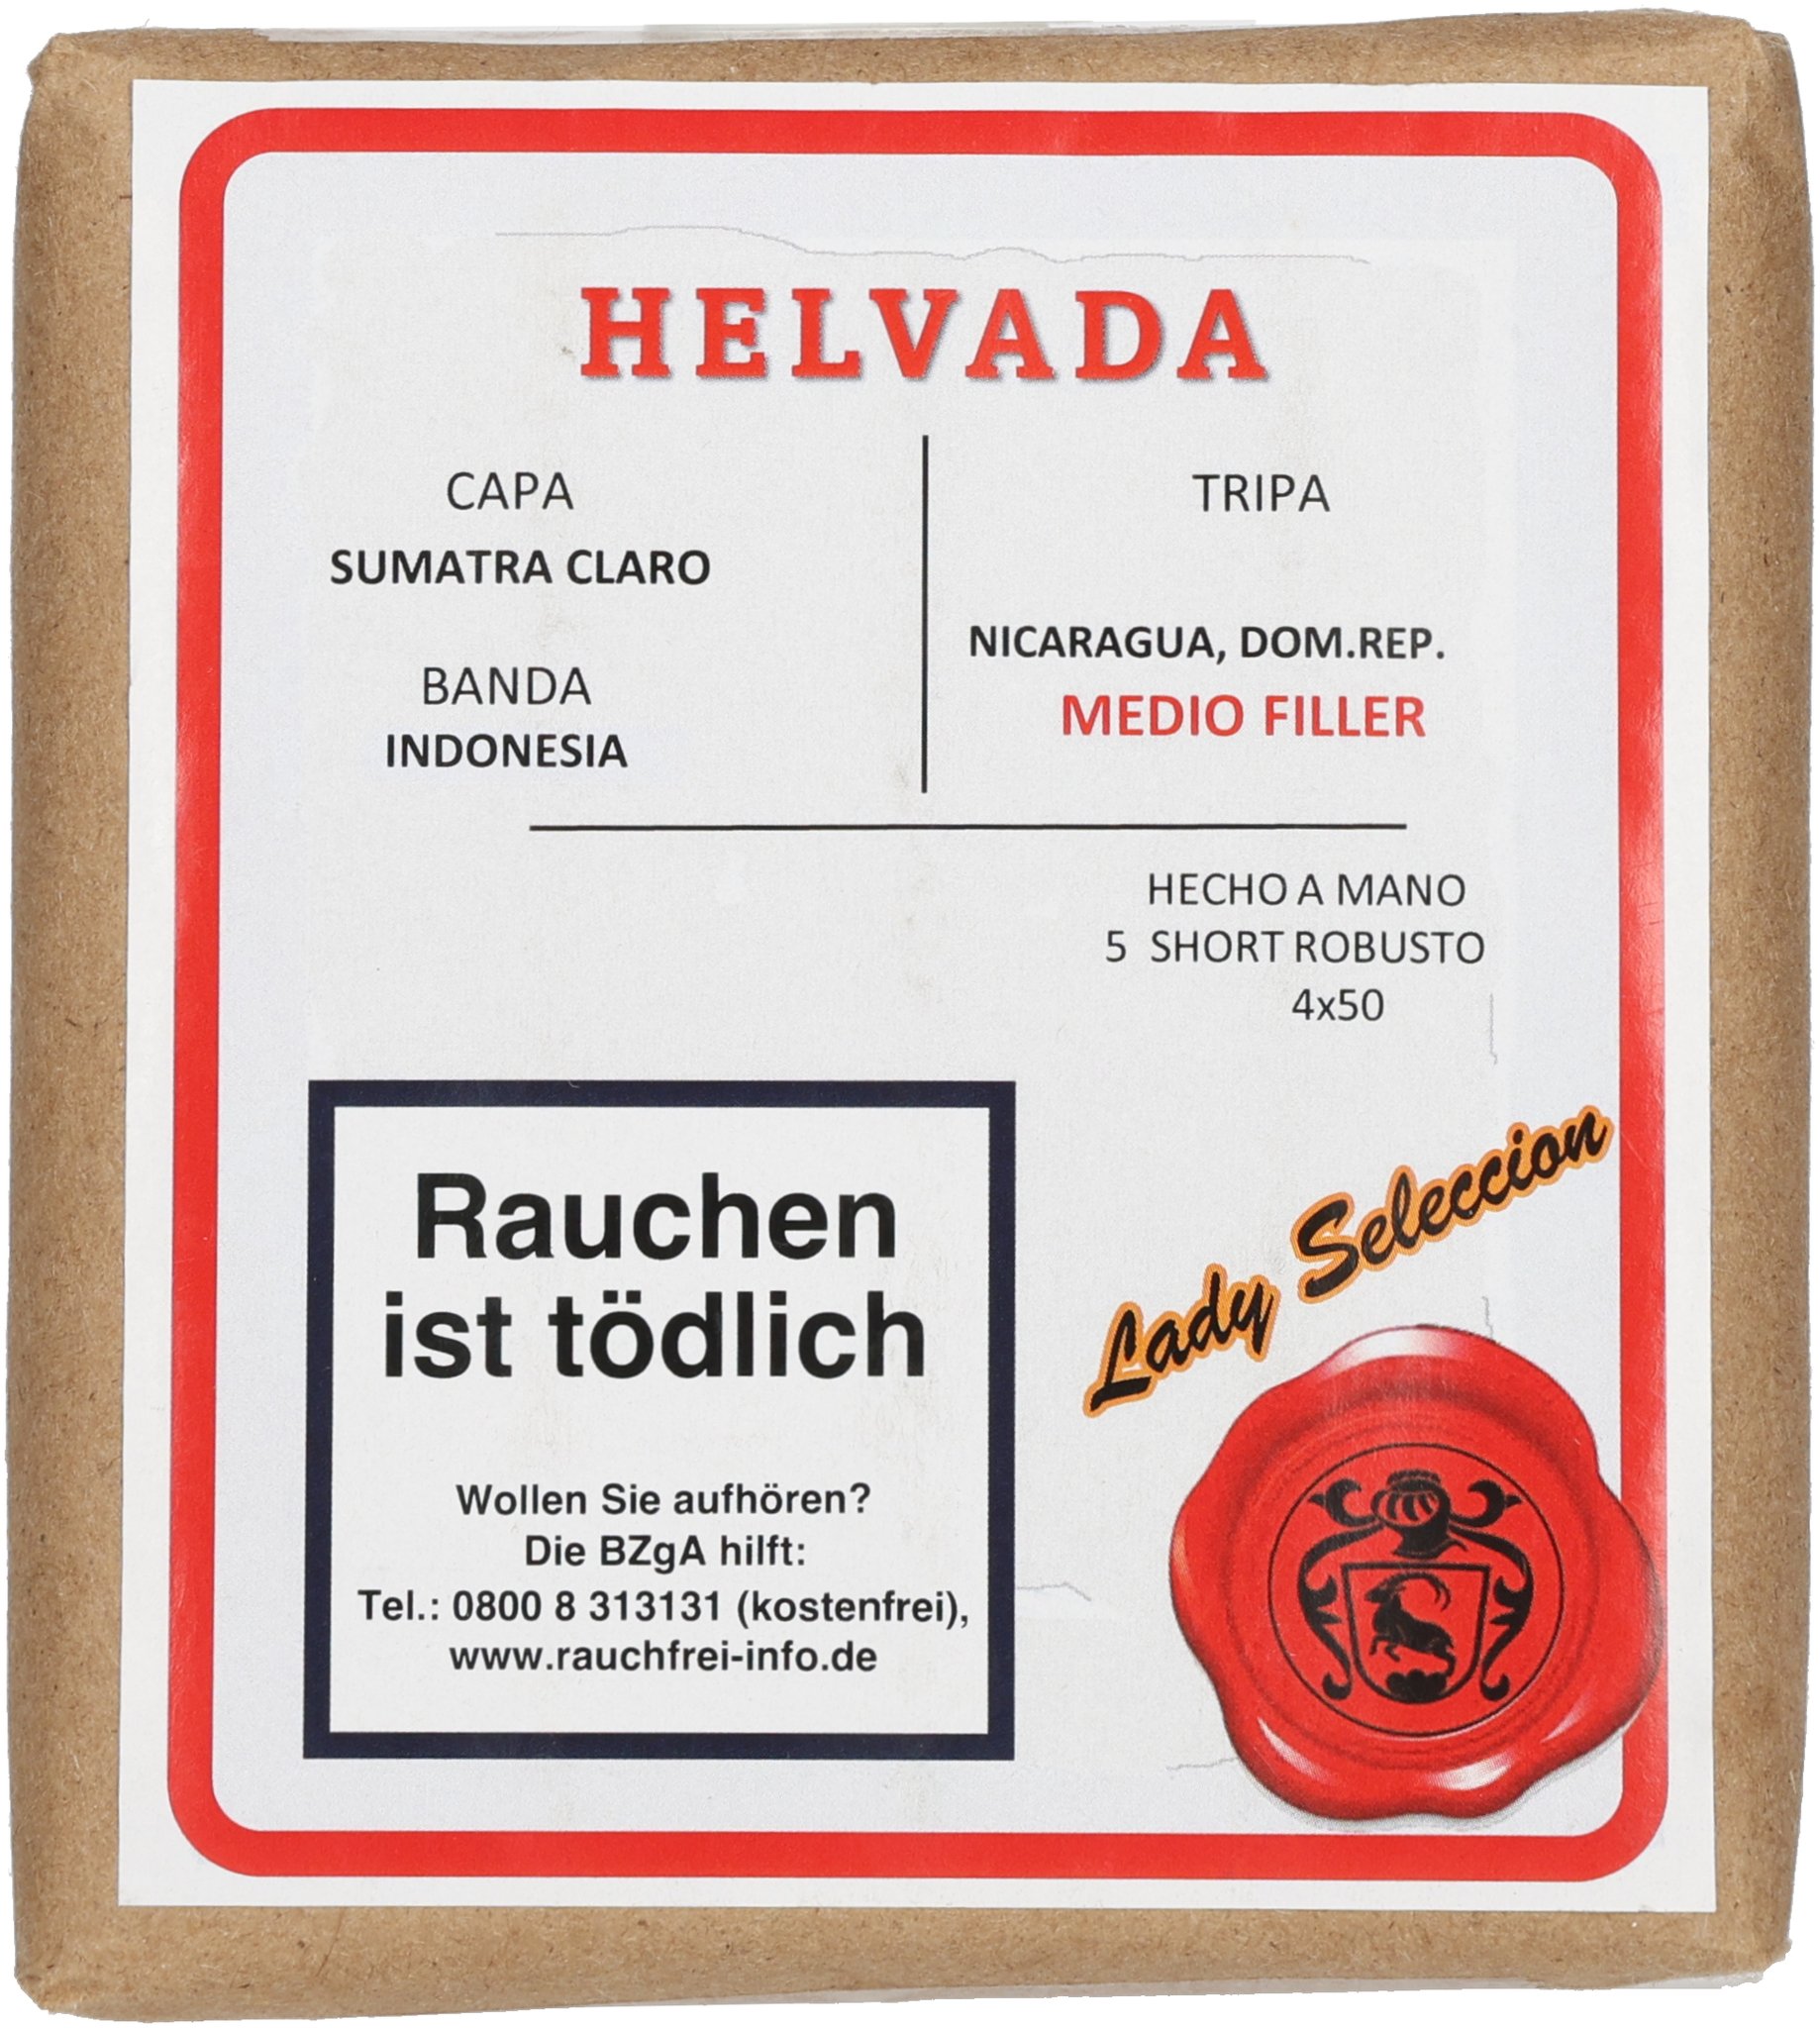 HELVADA
CAPA
SUMATRA CLARO
BANDA
INDONESIA
TRIPA
NICARAGUA, DOM.REP.
MEDIO FILLER
HECHO A MANO
5 SHORT ROBUSTO
4x50
Lady Seleccion
Rauchen
ist tödlich
Wollen Sie aufhören?
Die BZgA hilft:
Tel.: 0800 8 313131 (kostenfrei),
www.rauchfrei-info.de